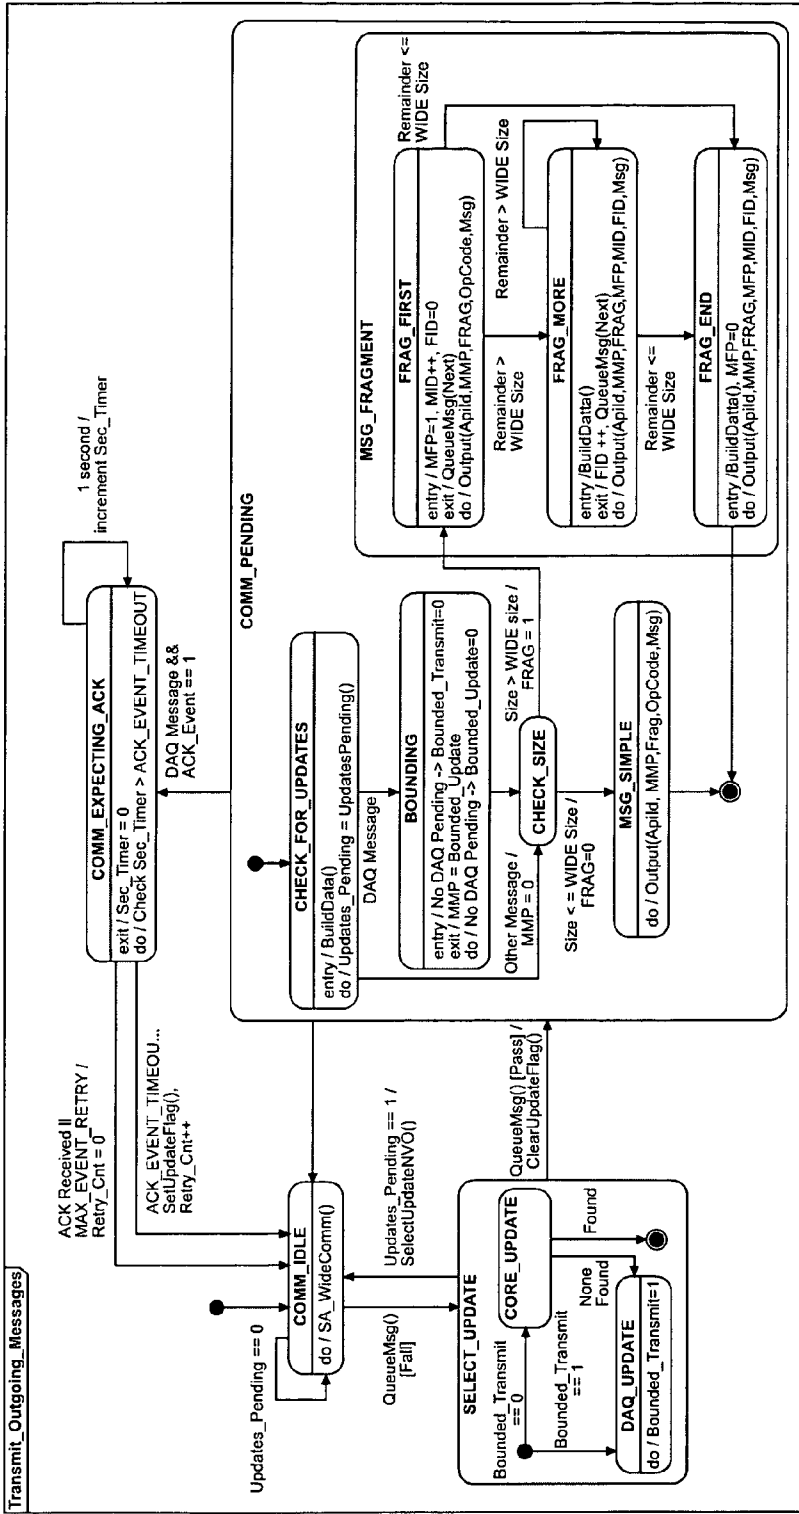 Transmit_Outgoing_Messages
Updates_Pending == 0
COMM_IDLE
do / SA_WideComm()
ACK Received ||
MAX_EVENT_RETRY /
Retry_Cnt = 0
ACK_EVENT_TIMEOU...
SetUpdateFlag(),
Retry_Cnt++
COMM_EXPECTING_ACK
exit / Sec_Timer = 0
do / Check Sec_Timer > ACK_EVENT_TIMEOUT
1 second /
increment Sec_Timer
DAQ Message &&
ACK_Event == 1
QueueMsg()
[Fail]
Updates_Pending == 1 /
SelectUpdateNVO()
SELECT_UPDATE
Bounded_Transmit
== 0
Bounded_Transmit
== 1
CORE_UPDATE
None
Found
Found
DAQ_UPDATE
do / Bounded_Transmit=1
QueueMsg() [Pass] /
ClearUpdateFlag()
COMM_PENDING
CHECK_FOR_UPDATES
entry / BuildData()
do / Updates_Pending = UpdatesPending()
DAQ Message
BOUNDING
entry / No DAQ Pending -> Bounded_Transmit=0
exit / MMP = Bounded_Update
do / No DAQ Pending -> Bounded_Update=0
Other Message /
MMP = 0
CHECK_SIZE
Size > WIDE size /
FRAG = 1
Size <= WIDE Size /
FRAG=0
MSG_SIMPLE
do / Output(ApiId, MMP,Frag,OpCode,Msg)
MSG_FRAGMENT
FRAG_FIRST
entry / MFP=1, MID++, FID=0
exit / QueueMsg(Next)
do / Output(ApiId,MMP,FRAG,OpCode,Msg)
Remainder <=
WIDE Size
Remainder >
WIDE Size
Remainder > WIDE Size
FRAG_MORE
entry /BuildDatta()
exit / FID ++, QueueMsg(Next)
do / Output(ApiId,MMP,FRAG,MFP,MID,FID,Msg)
Remainder <=
WIDE Size
FRAG_END
entry /BuildDatta(), MFP=0
do / Output(ApiId,MMP,FRAG,MFP,MID,FID,Msg)